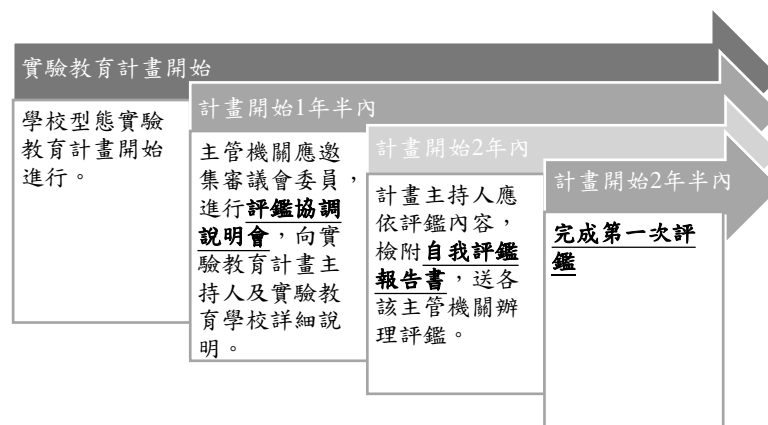 實驗教育計畫開始
學校型態實驗
教育計畫開始
進行。
計畫開始1年半內
主管機關應邀
集審議會委員，
進行評鑑協調
說明會，向實
驗教育計畫主
持人及實驗教
育學校詳細說
明。
計畫開始2年內
計畫主持人應
依評鑑內容，
檢附自我評鑑
報告書，送各
該主管機關辦
理評鑑。
計畫開始2年半內
完成第一次評
鑑